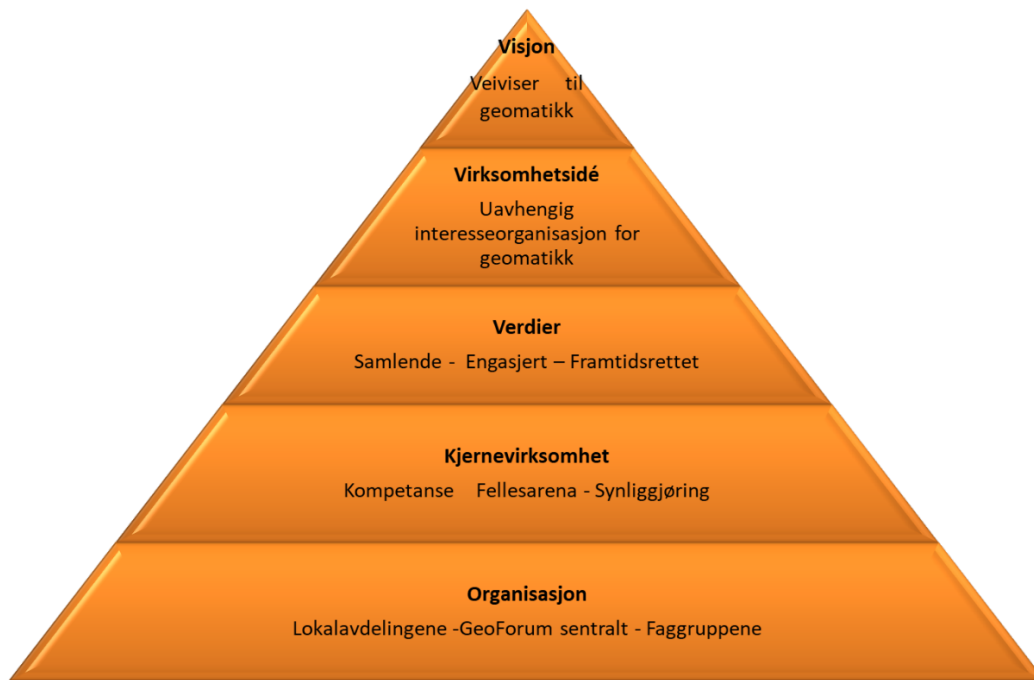 Visjon
Veiviser til
geomatikk
Virksomhetsidé
Uavhengig
interesseorganisasjon for
geomatikk
Verdier
Samlende - Engasjert – Framtidsrettet
Kjernevirksomhet
Kompetanse Fellesarena - Synliggjøring
Organisasjon
Lokalavdelingene -GeoForum sentralt - Faggruppene